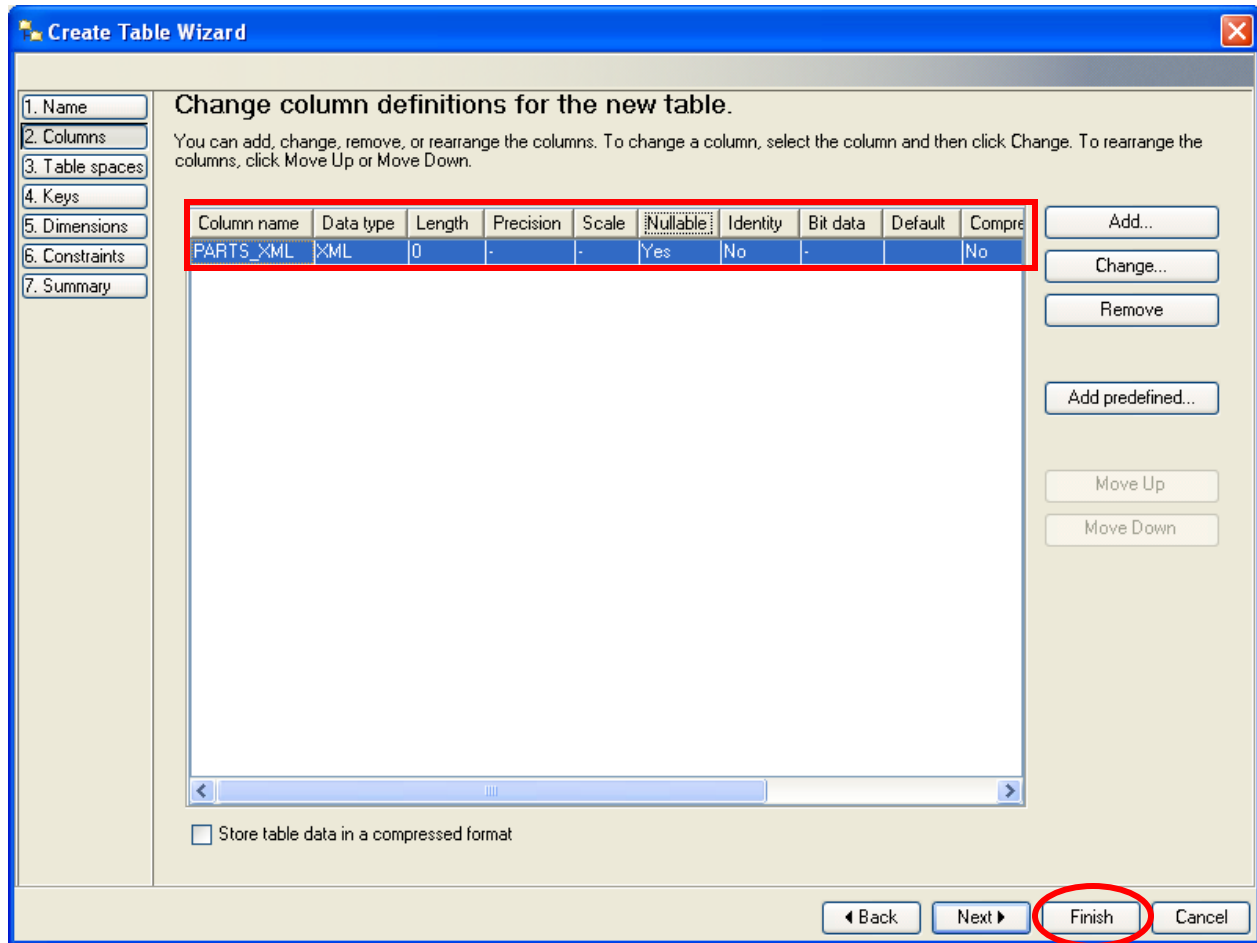 Create Table Wizard
1. Name
2. Columns
3. Table spaces
4. Keys
5. Dimensions
6. Constraints
7. Summary
Change column definitions for the new table.
You can add, change, remove, or rearrange the columns. To change a column, select the column and then click Change. To rearrange the
columns, click Move Up or Move Down.
Column name Data type Length Precision Scale Nullable Identity Bit data Default Compre
PARTS_XML XML 0 - - Yes No - No
Add...
Change...
Remove
Add predefined...
Move Up
Move Down
Store table data in a compressed format
Back Next Finish Cancel